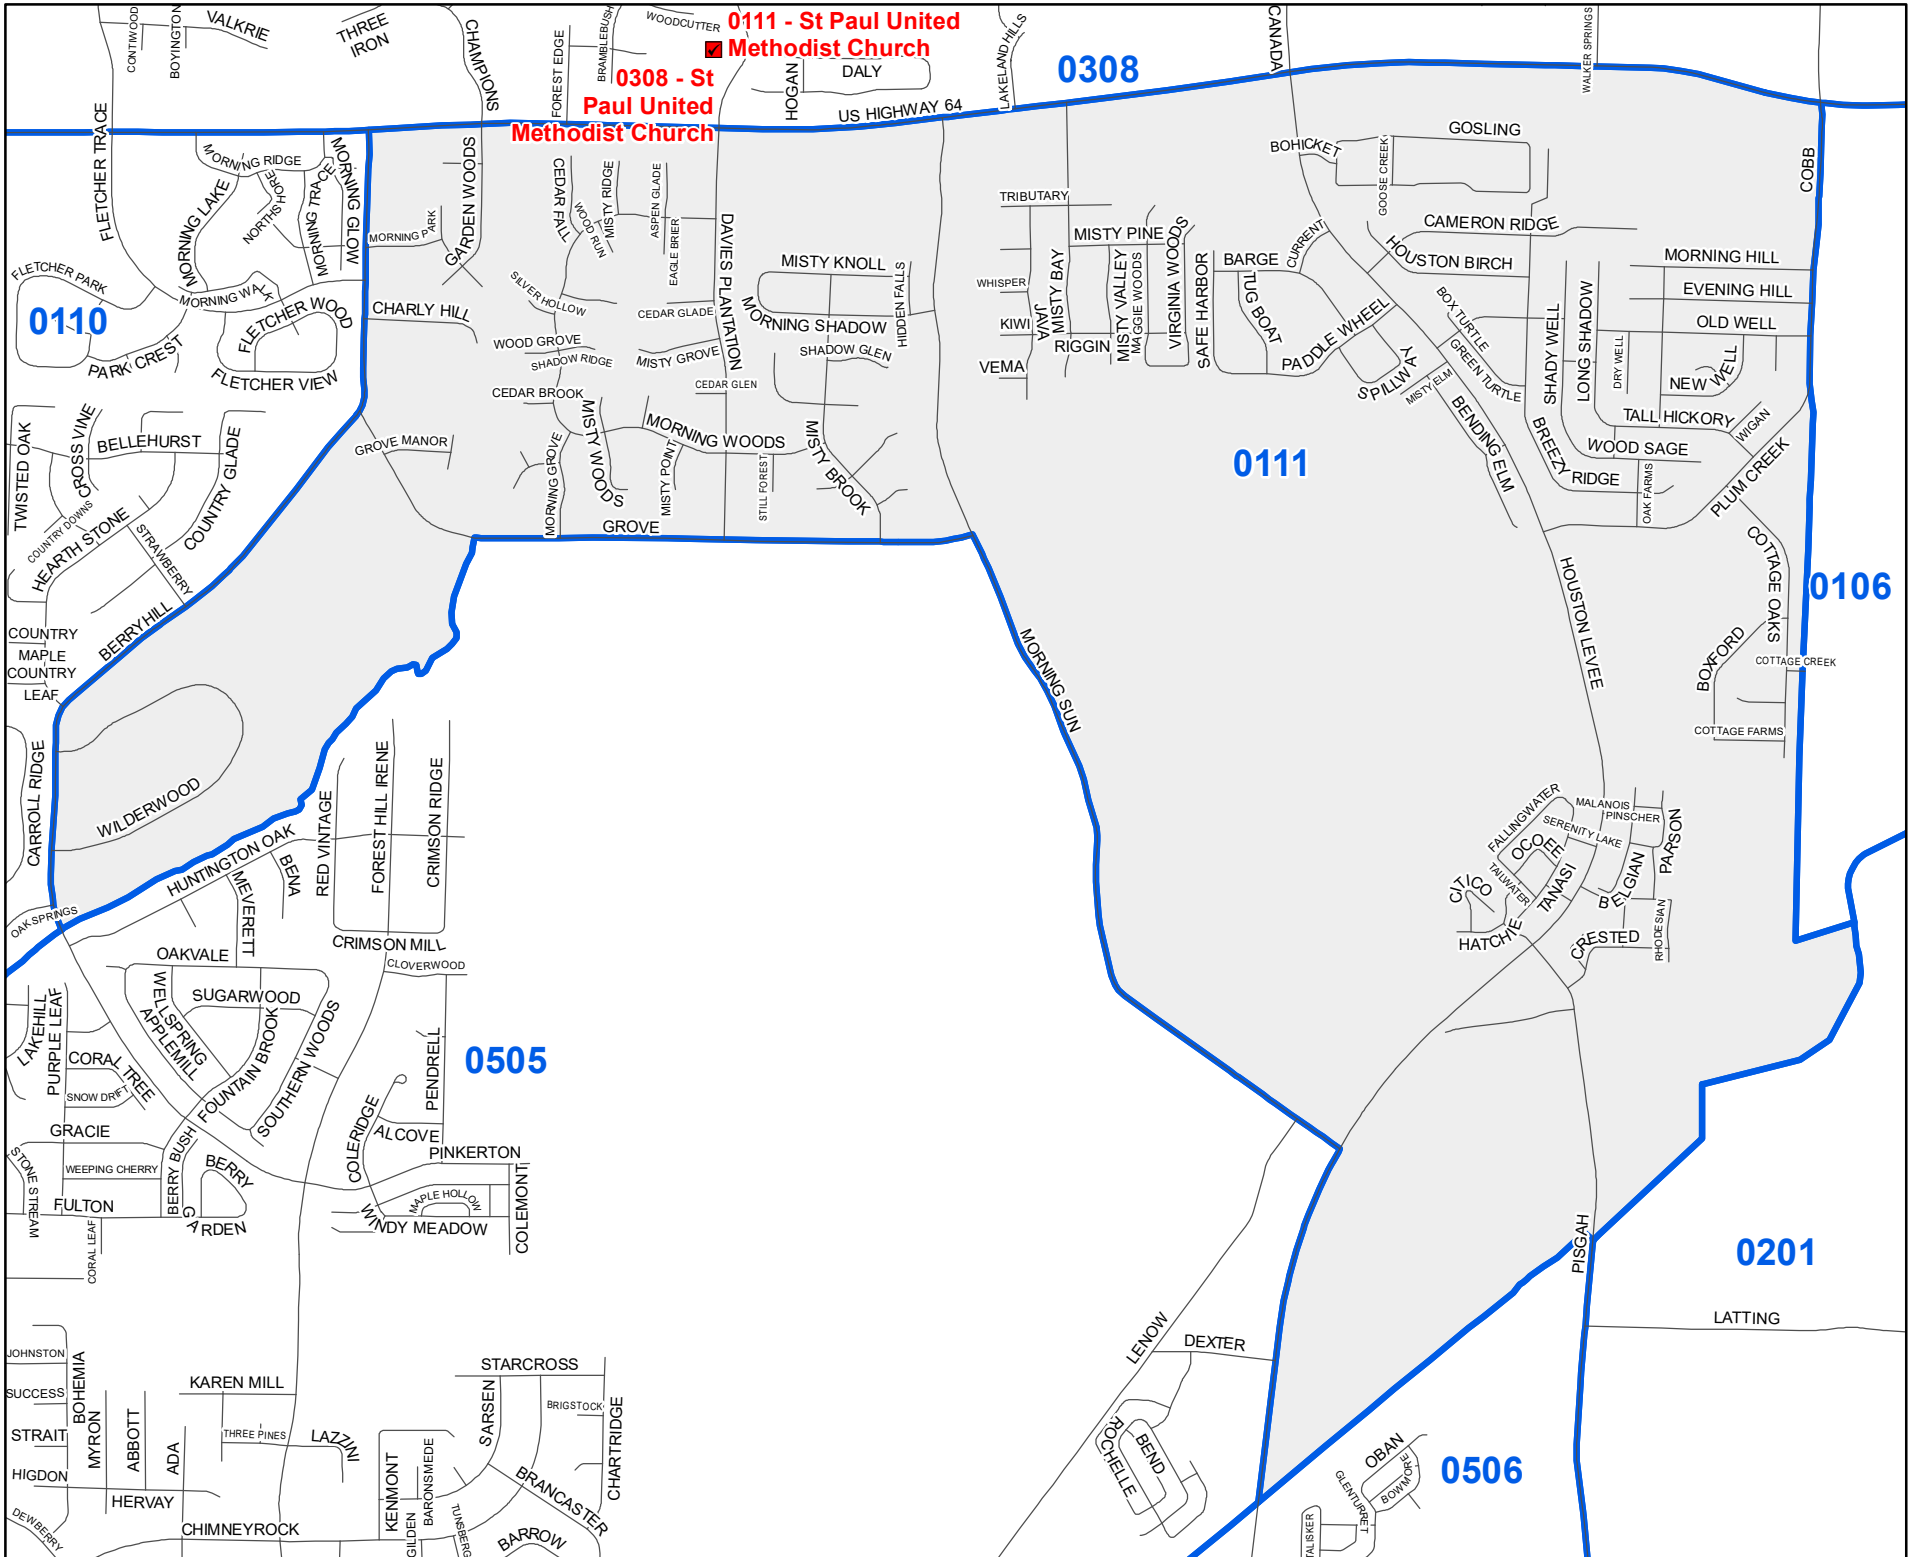 CONTIWOOD
BOYINGTON
VALKRIE
THREE
IRON
CHAMPIONS
FOREST EDGE
BRAMBLEBUSH
WOODCUTTER
0111 - St Paul United
Methodist Church
0308 - St
Paul United
Methodist Church
HOGAN
DALY
LAKELAND HILLS
US HIGHWAY 64
0308
CANADA
WALKER SPRINGS
FLETCHER TRACE
MORNING RIDGE
MORNING LAKE
NORTHSHORE
MORNING TRACE
MORNING GLOW
MORNING PARK
GARDEN WOODS
CEDAR FALL
WOOD RUN
MISTY RIDGE
ASPEN GLADE
EAGLE BRIER
DAVIES PLANTATION
TRIBUTARY
MISTY PINE
BOHICKET
GOOSE CREEK
GOSLING
COBB
CAMERON RIDGE
HOUSTON BIRCH
CURRENT
BARGE
MORNING HILL
EVENING HILL
OLD WELL
FLETCHER PARK
MORNING WALK
FLETCHER WOOD
0110
PARK CREST
FLETCHER VIEW
CHARLY HILL
SILVER HOLLOW
CEDAR GLADE
MISTY KNOLL
MORNING SHADOW
HIDDEN FALLS
WHISPER
KIWI
JAVA
MISTY BAY
VEMA
RIGGIN
MISTY VALLEY
MAGGIE WOODS
VIRGINIA WOODS
SAFE HARBOR
TUG BOAT
PADDLE WHEEL
SPILLWAY
BOX TURTLE
GREEN TURTLE
MISTY ELM
BENDING ELM
SHADY WELL
LONG SHADOW
DRY WELL
NEW WELL
TALL HICKORY
WIGAN
WOOD SAGE
BREEZY
RIDGE
OAK FARMS
PLUM CREEK
WOOD GROVE
SHADOW RIDGE
MISTY GROVE
SHADOW GLEN
CEDAR GLEN
CEDAR BROOK
MISTY WOODS
MORNING WOODS
MISTY BROOK
GROVE MANOR
MORNING GROVE
MISTY POINT
STILL FOREST
GROVE
0111
TWISTED OAK
CROSS VINE
BELLEHURST
COUNTRY GLADE
COUNTRY DOWNS
HEARTH STONE
STRAWBERRY
BERRYHILL
COUNTRY
MAPLE
COUNTRY
LEAF
CARROLL RIDGE
WILDERWOOD
MORNING SUN
HOUSTON LEVEE
COTTAGE OAKS
0106
BOXFORD
COTTAGE CREEK
COTTAGE FARMS
FALLINGWATER
MALANOIS
PINSCHER
SERENITY LAKE
OCOEE
PARSON
TAILWATER
TANASI
BELGIAN
CITICO
HATCHIE
CRESTED
RHODESIAN
RED VINTAGE
FOREST HILL IRENE
CRIMSON RIDGE
HUNTINGTON OAK
BENA
MEVERETT
OAKSPRINGS
CRIMSON MILL
CLOVERWOOD
OAKVALE
WELLSPRING
APPLEMILL
SUGARWOOD
FOUNTAIN BROOK
SOUTHERN WOODS
LAKEHILL
PURPLE LEAF
CORAL TREE
SNOW DRIFT
0505
PENDRELL
COLERIDGE
ALCOVE
PINKERTON
GRACIE
WEEPING CHERRY
STONE STREAM
FULTON
CORAL LEAF
BERRY BUSH
BERRY
GARDEN
MAPLE HOLLOW
WINDY MEADOW
COLEMONT
PISGAH
0201
LATTING
LENOW
DEXTER
ROCHELLE
BEND
OBAN
GLENTURRET
BOWMORE
TALISKER
0506
JOHNSTON
SUCCESS
STRAIT
HIGDON
BOHEMIA
MYRON
ABBOTT
ADA
HERVAY
DEWBERRY
KAREN MILL
THREE PINES
LAZZINI
CHIMNEYROCK
KENMONT
GILDEN
BARONSMEDE
TUNSBERG
STARCROSS
SARSEN
BRIGSTOCK
CHARTRIDGE
BRANCASTER
BARROW